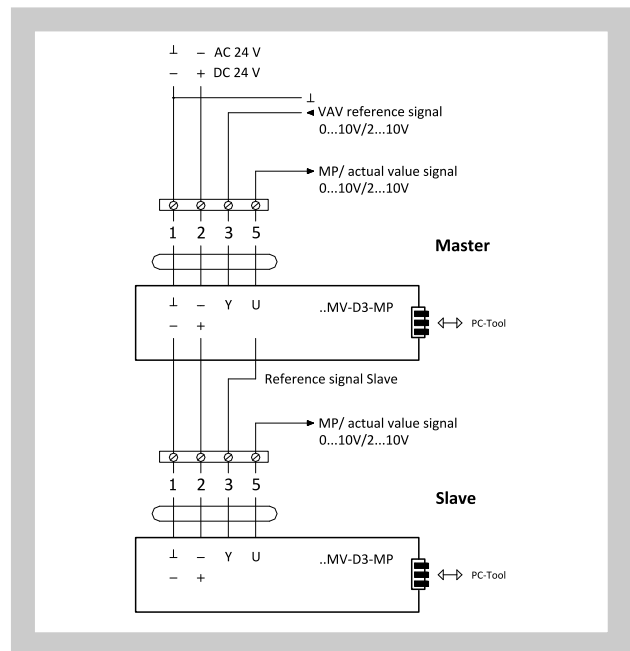 ⊥ – AC 24 V
– + DC 24 V
⊥
VAV reference signal
0...10V/2...10V
MP/ actual value signal
0...10V/2...10V
1 2 3 5
Master
⊥ – Y U ..MV-D3-MP
– +
PC-Tool
Reference signal Slave
MP/ actual value signal
0...10V/2...10V
1 2 3 5
Slave
⊥ – Y U ..MV-D3-MP
– +
PC-Tool